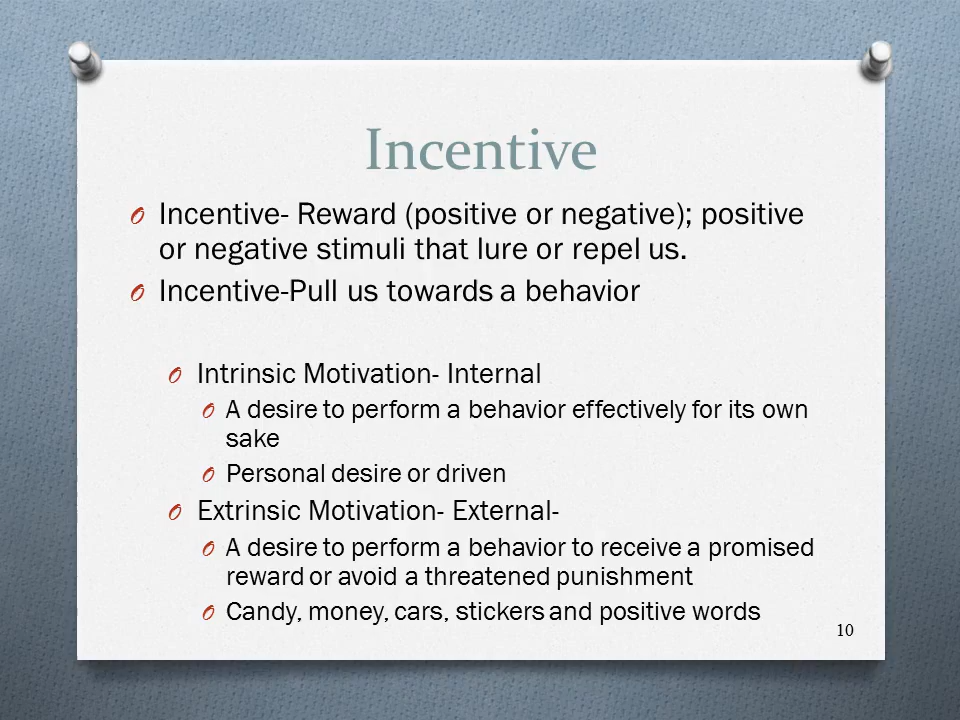 Incentive
Incentive- Reward (positive or negative); positive
or negative stimuli that lure or repel us.
Incentive-Pull us towards a behavior
Intrinsic Motivation- Internal
A desire to perform a behavior effectively for its own
sake
Personal desire or driven
Extrinsic Motivation- External-
A desire to perform a behavior to receive a promised
reward or avoid a threatened punishment
Candy, money, cars, stickers and positive words
10